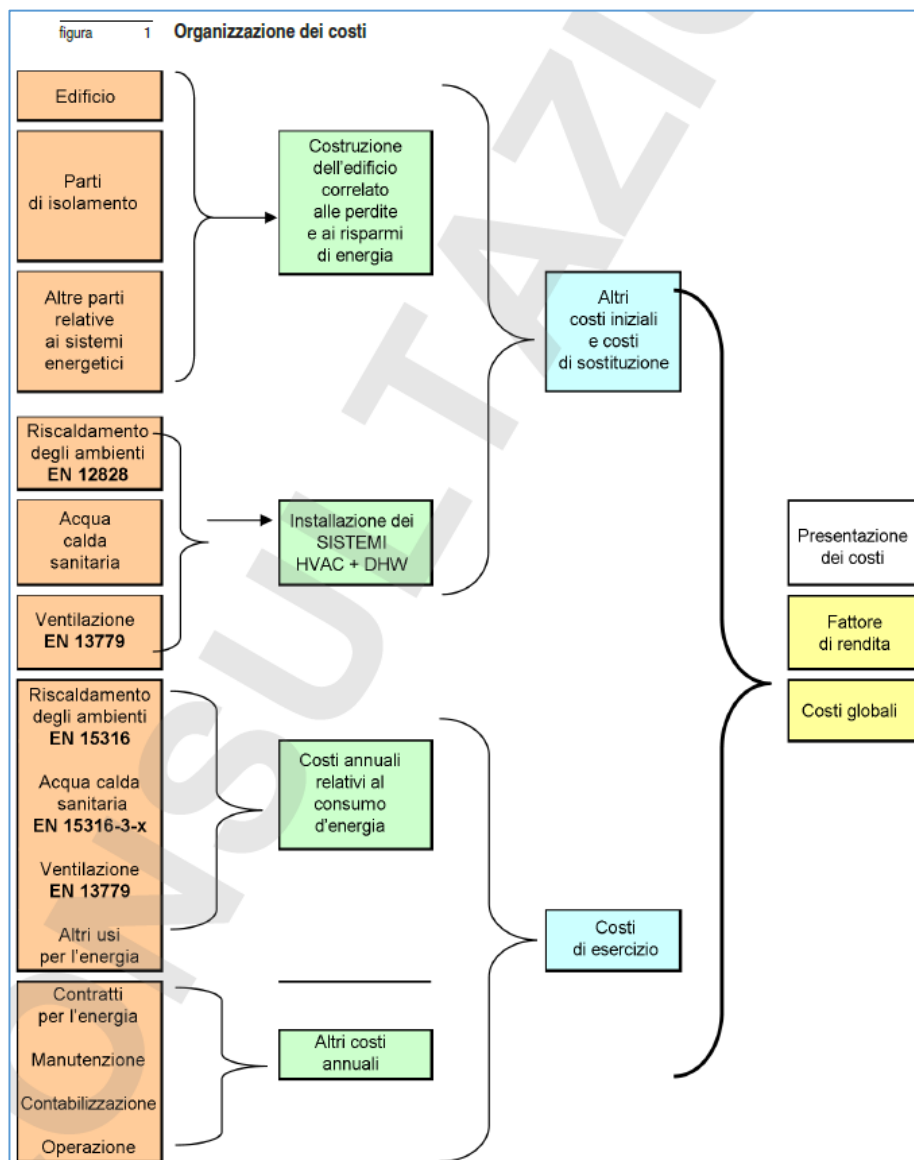 figura 1 Organizzazione dei costi
Edificio
Parti
di isolamento
Altre parti
relative
ai sistemi
energetici
Riscaldamento
degli ambienti
EN 12828
Acqua
calda
sanitaria
Ventilazione
EN 13779
Riscaldamento
degli ambienti
EN 15316
Acqua calda
sanitaria
EN 15316-3-x
Ventilazione
EN 13779
Altri usi
per l'energia
Contratti
per l'energia
Manutenzione
Contabilizzazione
Operazione
Costruzione
dell'edificio
correlato
alle perdite
e ai risparmi
di energia
Installazione dei
SISTEMI
HVAC + DHW
Costi annuali
relativi al
consumo
d'energia
Altri costi
annuali
Altri
costi iniziali
e costi
di sostituzione
Costi
di esercizio
Presentazione
dei costi
Fattore
di rendita
Costi globali
CONSULTAZIO